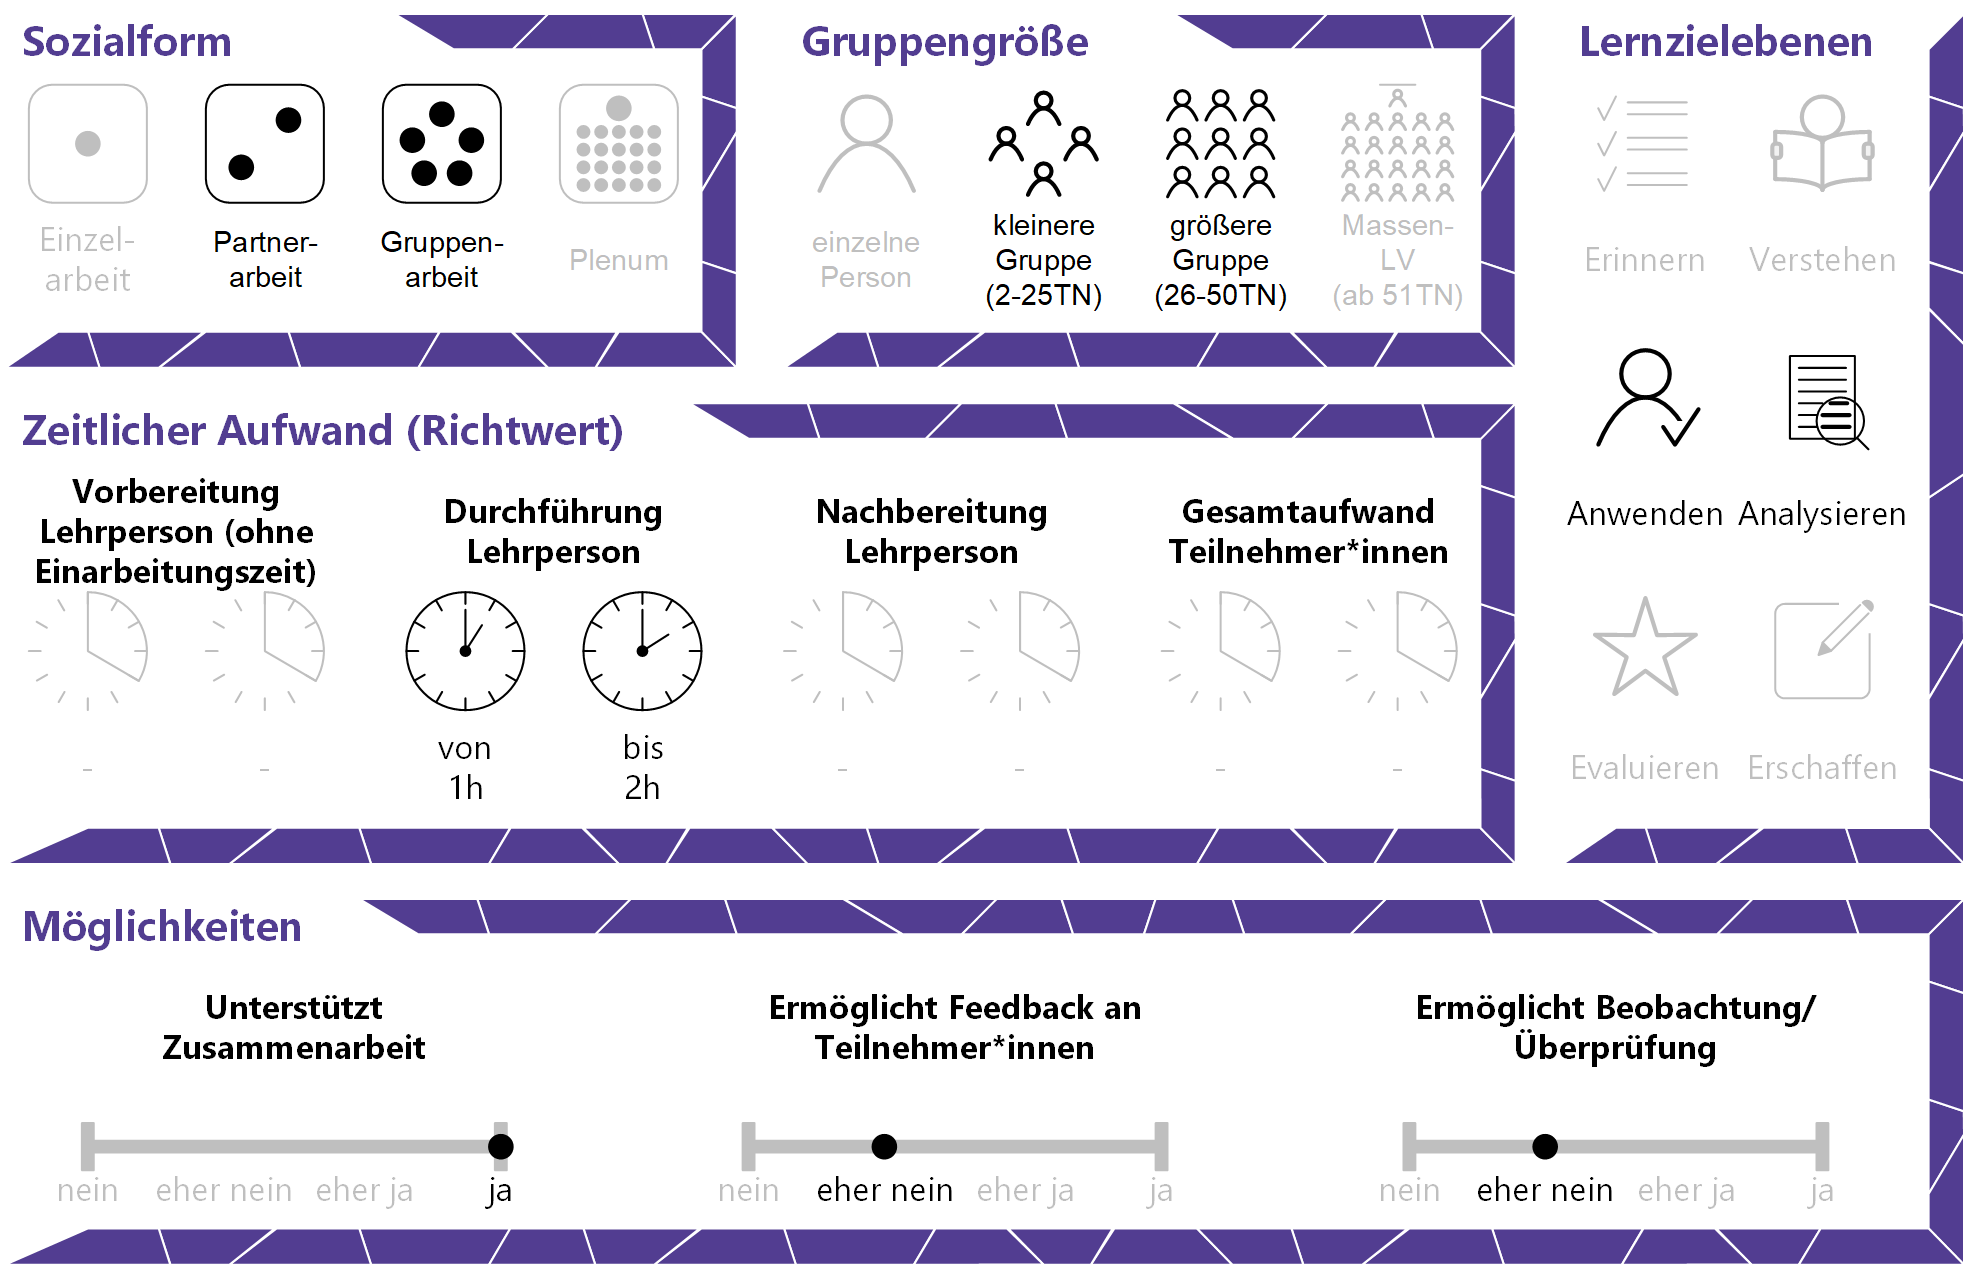 Sozialform
Einzel-
arbeit
Partner-
arbeit
Gruppen-
arbeit
Plenum
Gruppengröße
einzelne
Person
kleinere
Gruppe
(2-25TN)
größere
Gruppe
(26-50TN)
Massen-
LV
(ab 51TN)
Lernzielebenen
Erinnern
Verstehen
Anwenden
Analysieren
Evaluieren
Erschaffen
Zeitlicher Aufwand (Richtwert)
Vorbereitung
Lehrperson (ohne
Einarbeitungszeit)
-
-
Durchführung
Lehrperson
von
1h
bis
2h
Nachbereitung
Lehrperson
-
-
Gesamtaufwand
Teilnehmer*innen
-
-
Möglichkeiten
Unterstützt
Zusammenarbeit
nein eher nein eher ja ja
Ermöglicht Feedback an
Teilnehmer*innen
nein eher nein eher ja ja
Ermöglicht Beobachtung/
Überprüfung
nein eher nein eher ja ja